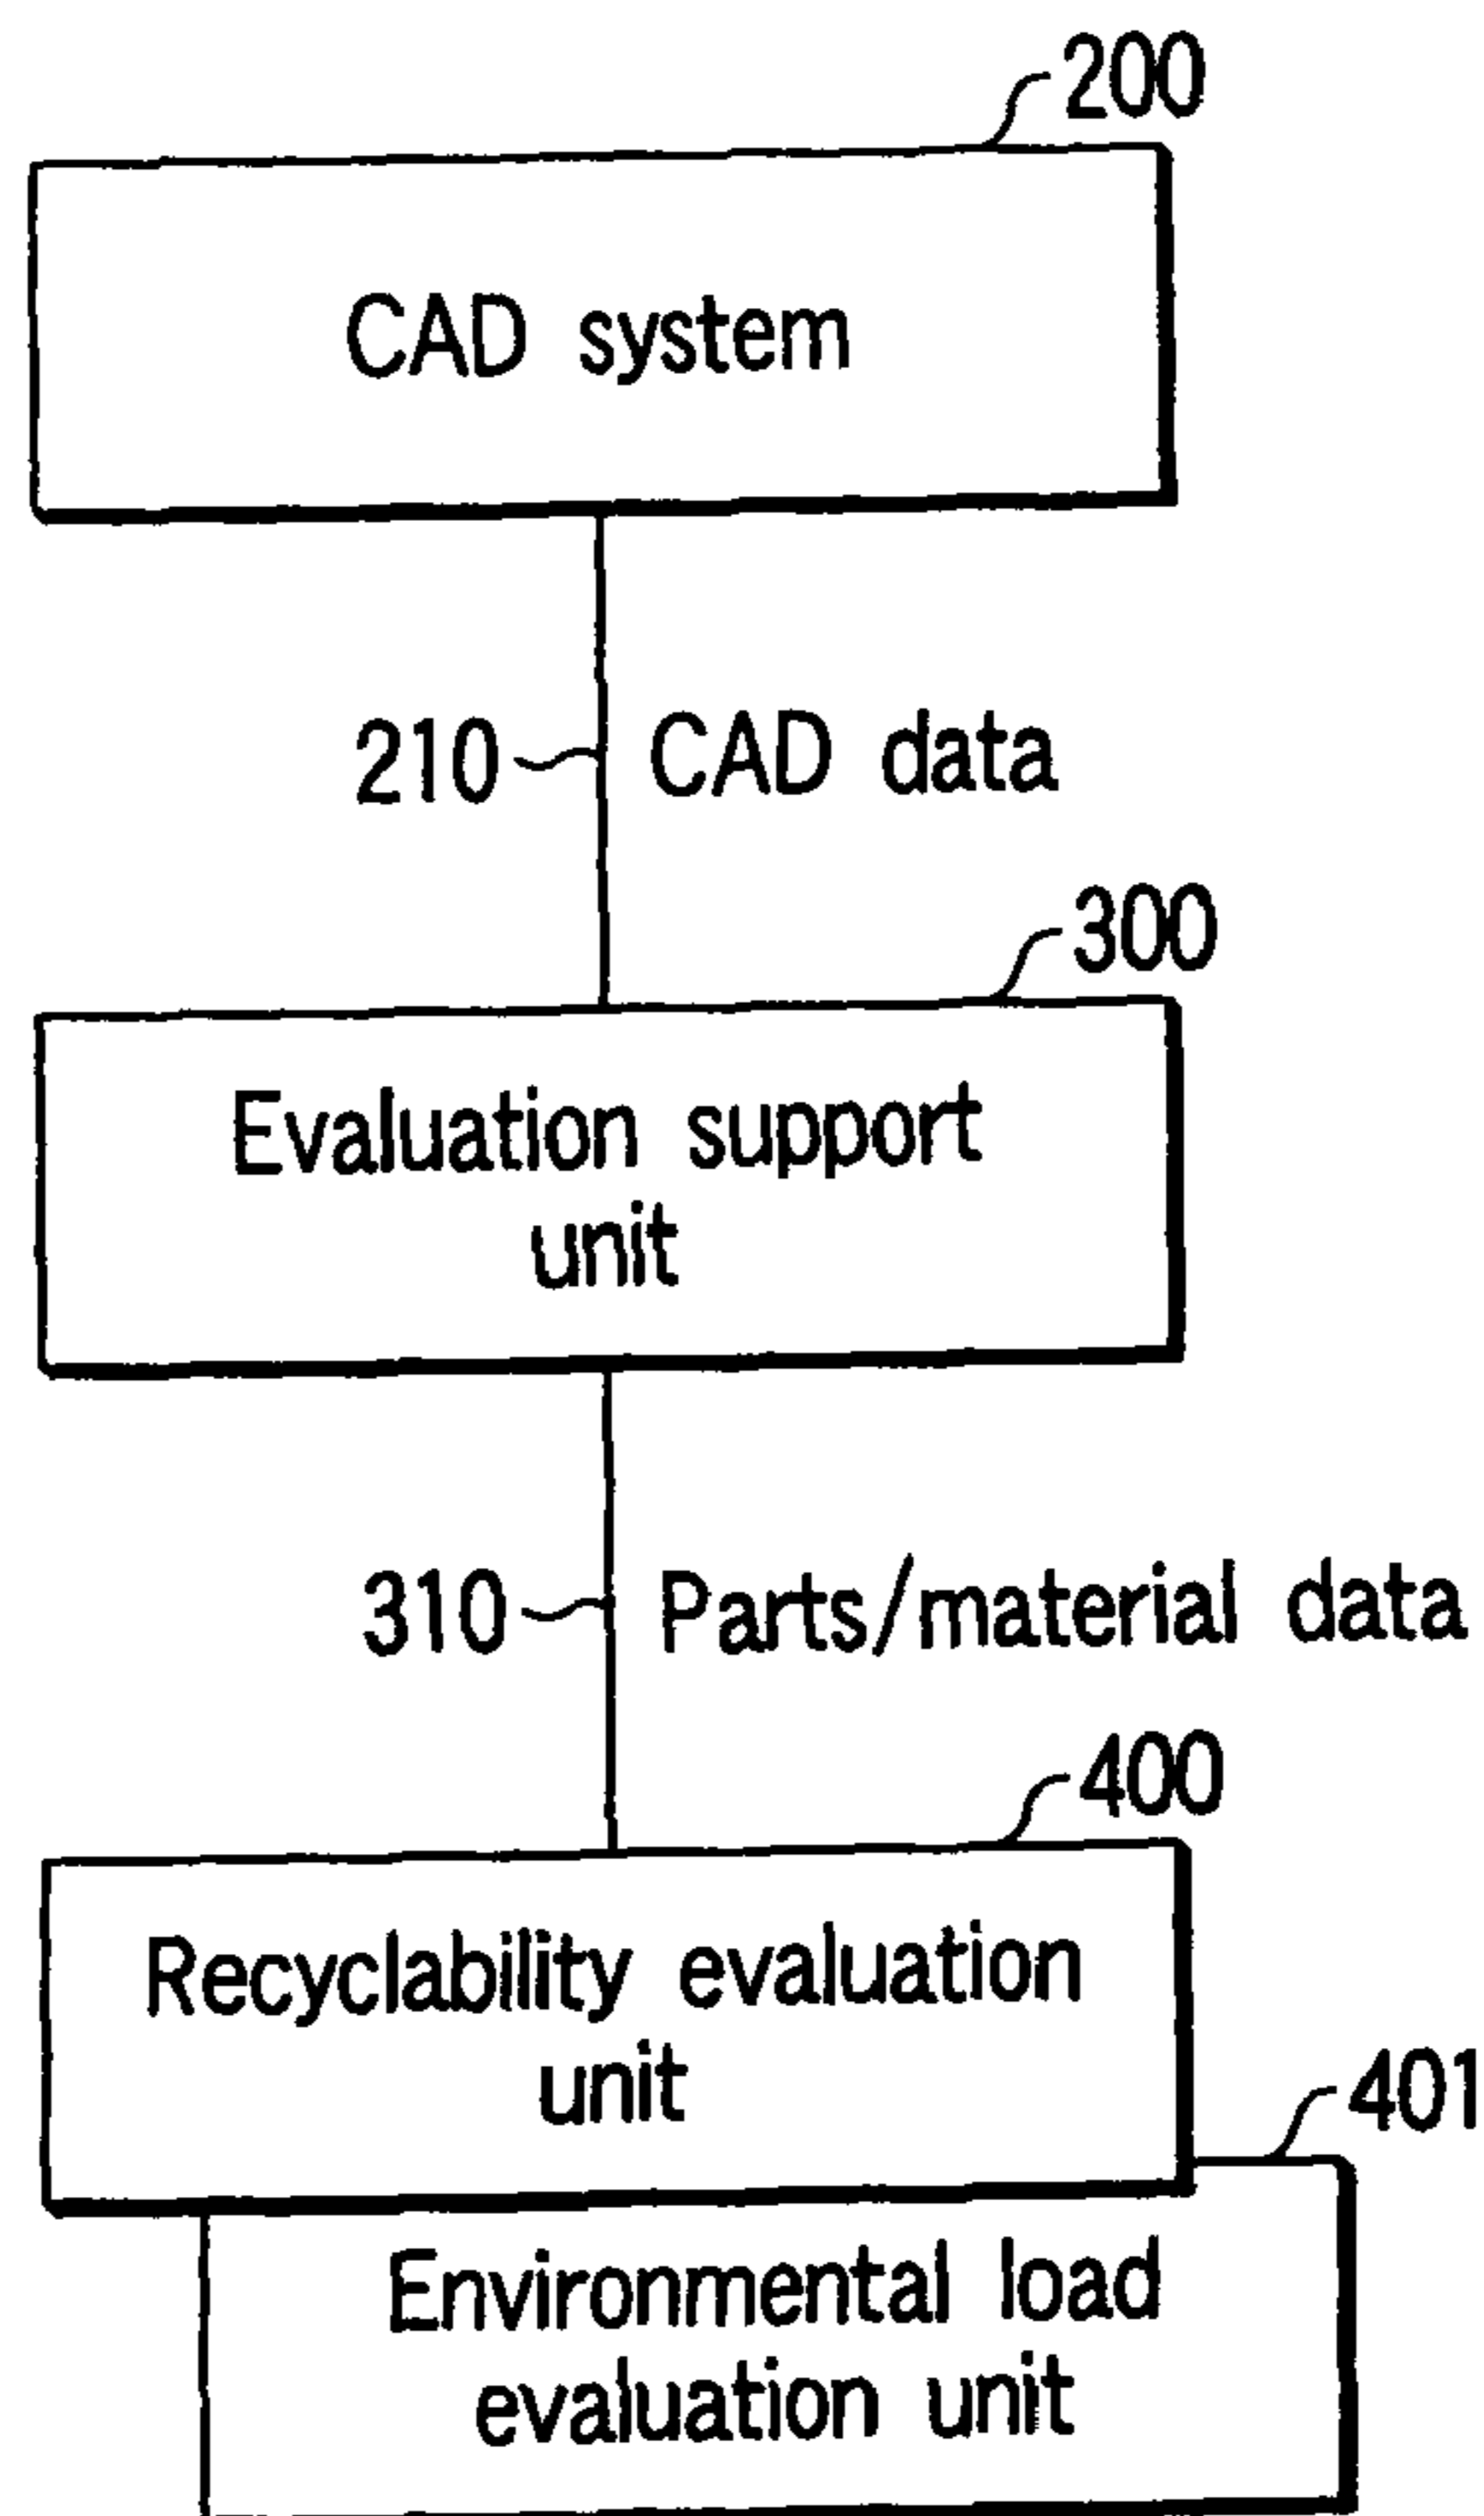 200
CAD system
210 CAD data
300
Evaluation support
unit
310 Parts/material data
400
Recyclability evaluation
unit
401
Environmental load
evaluation unit